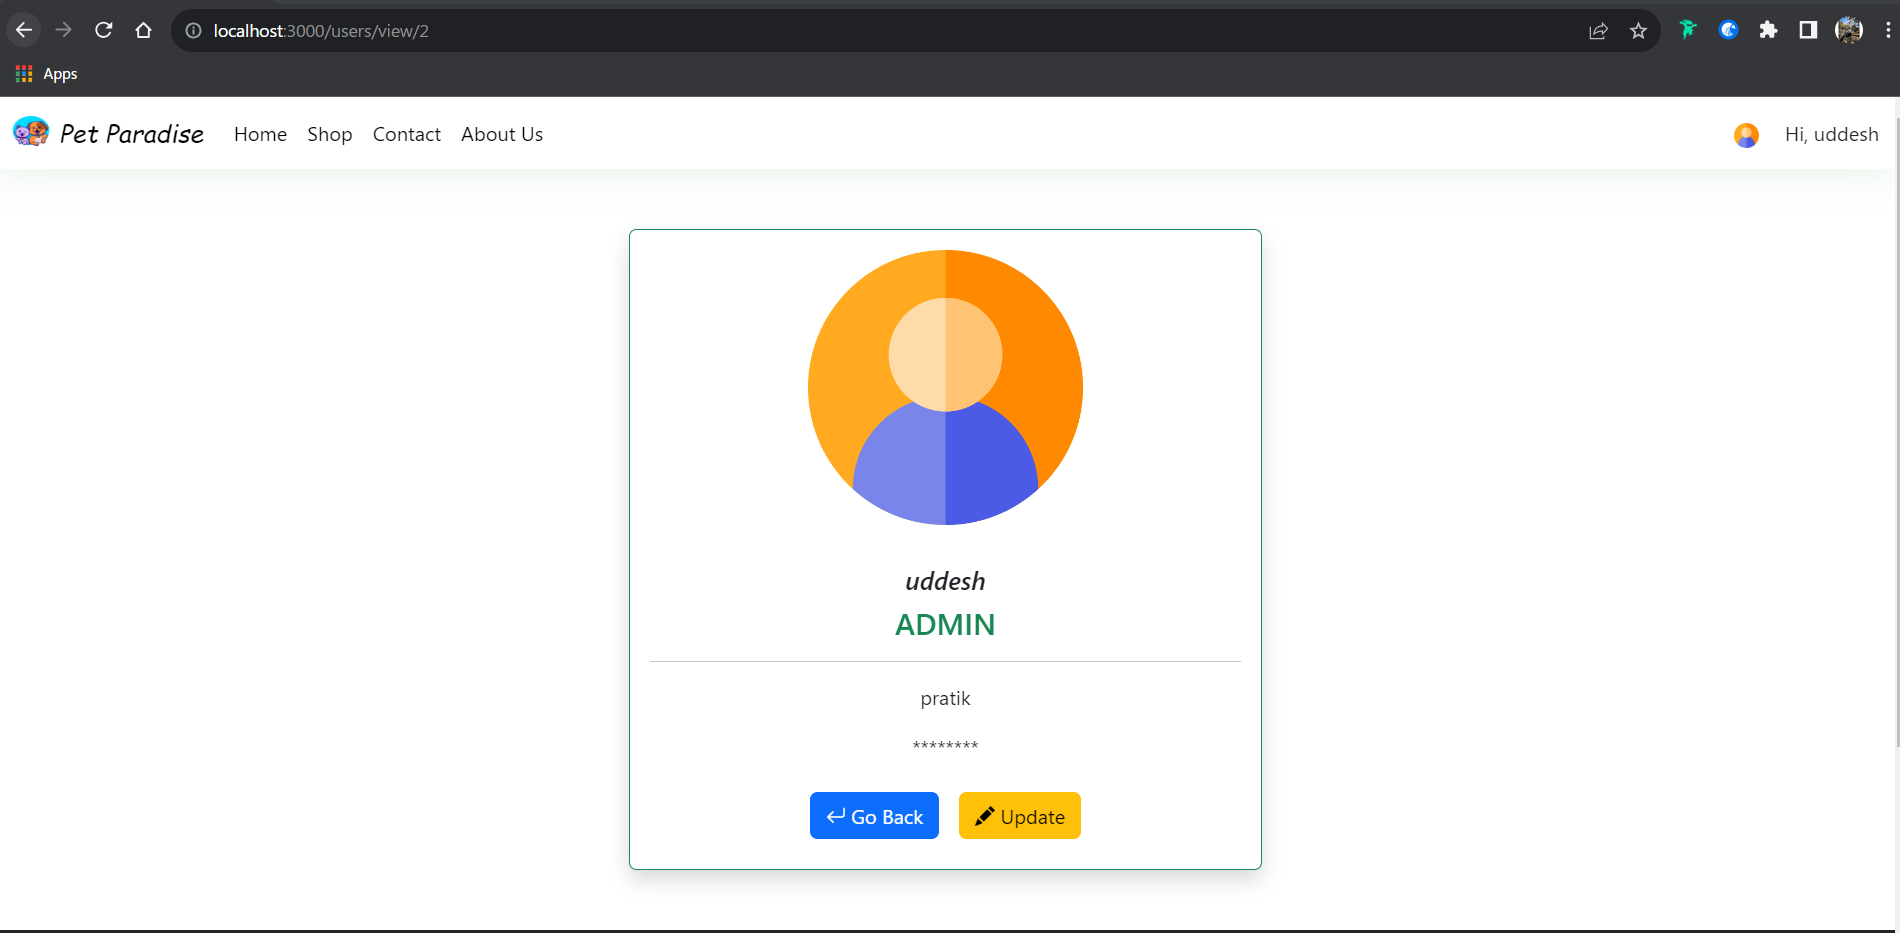 localhost:3000/users/view/2
Apps
Pet Paradise Home Shop Contact About Us Hi, uddesh
uddesh
ADMIN
pratik
********
Go Back Update